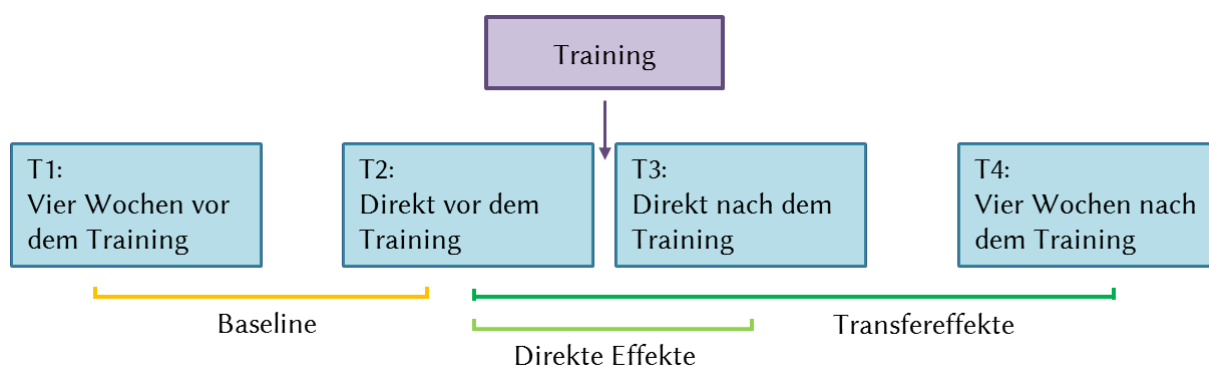 Training
T1:
Vier Wochen vor
dem Training
T2:
Direkt vor dem
Training
T3:
Direkt nach dem
Training
T4:
Vier Wochen nach
dem Training
Baseline
Transfereffekte
Direkte Effekte